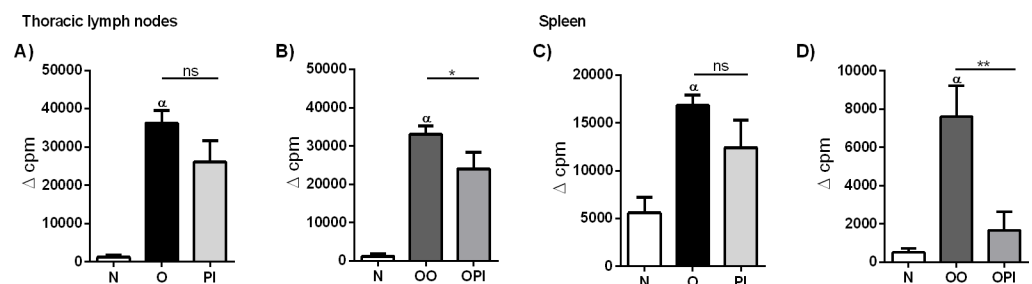 Thoracic lymph nodes
Spleen
A)
B)
C)
D)
△ cpm
50000
40000
30000
20000
10000
0
α
ns
N
O
PI
△ cpm
50000
40000
30000
20000
10000
0
α
*
N
OO
OPI
△ cpm
20000
15000
10000
5000
0
α
ns
N
O
PI
△ cpm
10000
8000
6000
4000
2000
0
α
**
N
OO
OPI